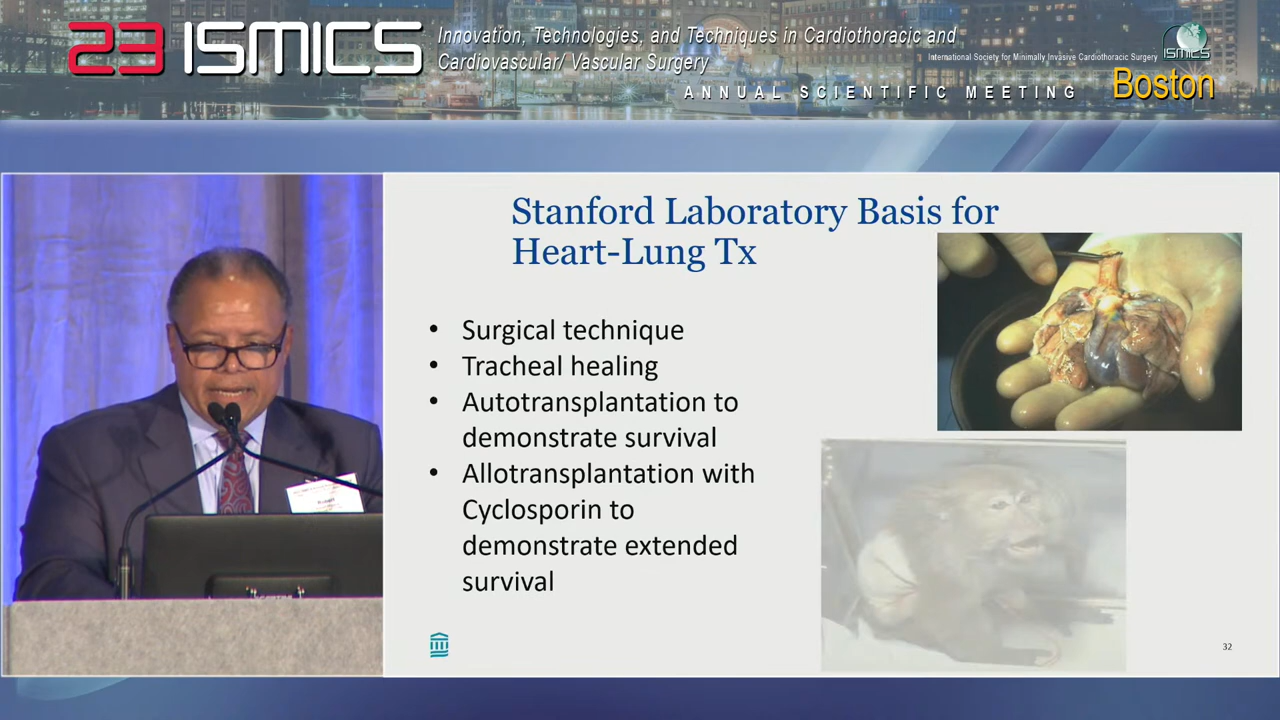 23 ISMICS
Innovation, Technologies, and Techniques in Cardiothoracic and
Cardiovascular/ Vascular Surgery
International Society for Minimally Invasive Cardiothoracic Surgery
ISMICS
ANNUAL SCIENTIFIC MEETING
Boston
Stanford Laboratory Basis for
Heart-Lung Tx
• Surgical technique
• Tracheal healing
• Autotransplantation to
demonstrate survival
• Allotransplantation with
Cyclosporin to
demonstrate extended
survival
32